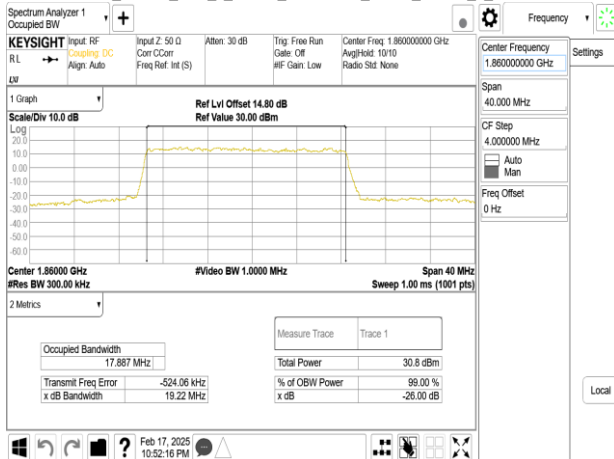 Spectrum Analyzer 1
Occupied BW
Frequency
KEYSIGHT
RL
Input: RF
Coupling: DC
Align: Auto
Input Z: 50 Ω
Corr CCorr
Freq Ref: Int (S)
Atten: 30 dB
Trig: Free Run
Gate: Off
#IF Gain: Low
Center Freq: 1.860000000 GHz
Avg|Hold: 10/10
Radio Std: None
LXI
1 Graph
Scale/Div 10.0 dB
Ref Lvl Offset 14.80 dB
Ref Value 30.00 dBm
Log
20.0
10.0
0.00
-10.0
-20.0
-30.0
-40.0
-50.0
-60.0
Center 1.86000 GHz
#Res BW 300.00 kHz
#Video BW 1.0000 MHz
Span 40 MHz
Sweep 1.00 ms (1001 pts)
2 Metrics
Measure Trace
Trace 1
Occupied Bandwidth
17.887 MHz
Total Power
30.8 dBm
Transmit Freq Error
-524.06 kHz
% of OBW Power
99.00 %
x dB Bandwidth
19.22 MHz
x dB
-26.00 dB
Center Frequency
1.860000000 GHz
Settings
Span
40.000 MHz
CF Step
4.000000 MHz
Auto
Man
Freq Offset
0 Hz
Local
?
Feb 17, 2025
10:52:16 PM